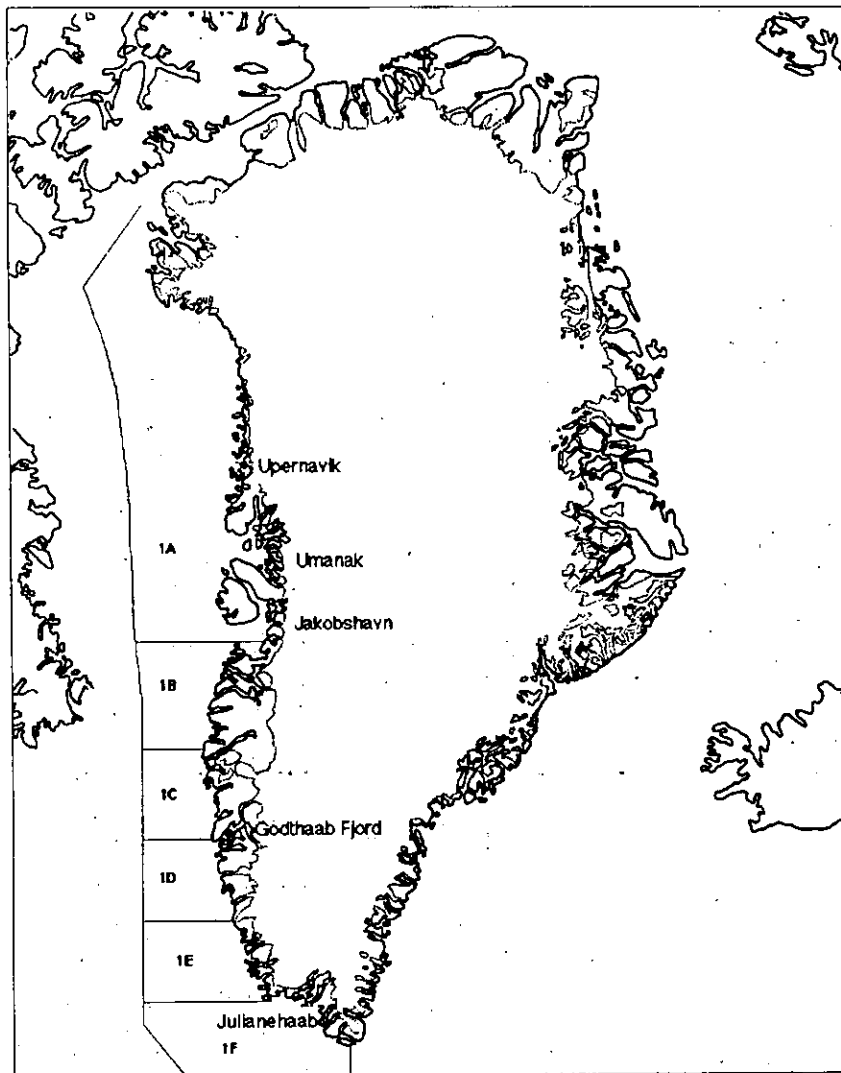 Upernavik
1A
Umanak
Jakobshavn
1B
1C
Godthaab Fjord
1D
1E
Julianehaab
1F